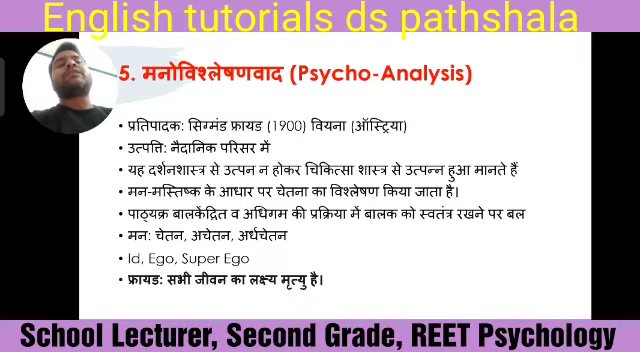 English tutorials ds pathshala
5. मनोविश्लेषणवाद (Psycho-Analysis)
• प्रतिपादक: सिग्मंड फ्रायड (1900) वियना (ऑस्ट्रिया)
• उत्पत्ति: नैदानिक परिसर में
• यह दर्शनशास्त्र से उत्पन न होकर चिकित्सा शास्त्र से उत्पन्न हुआ मानते हैं
• मन-मस्तिष्क के आधार पर चेतना का विश्लेषण किया जाता है।
• पाठ्यक्र बालकेंद्रित व अधिगम की प्रक्रिया में बालक को स्वतंत्र रखने पर बल
• मन: चेतन, अचेतन, अर्धचेतन
• Id, Ego, Super Ego
• फ्रायड: सभी जीवन का लक्ष्य मृत्यु है।
School Lecturer, Second Grade, REET Psychology